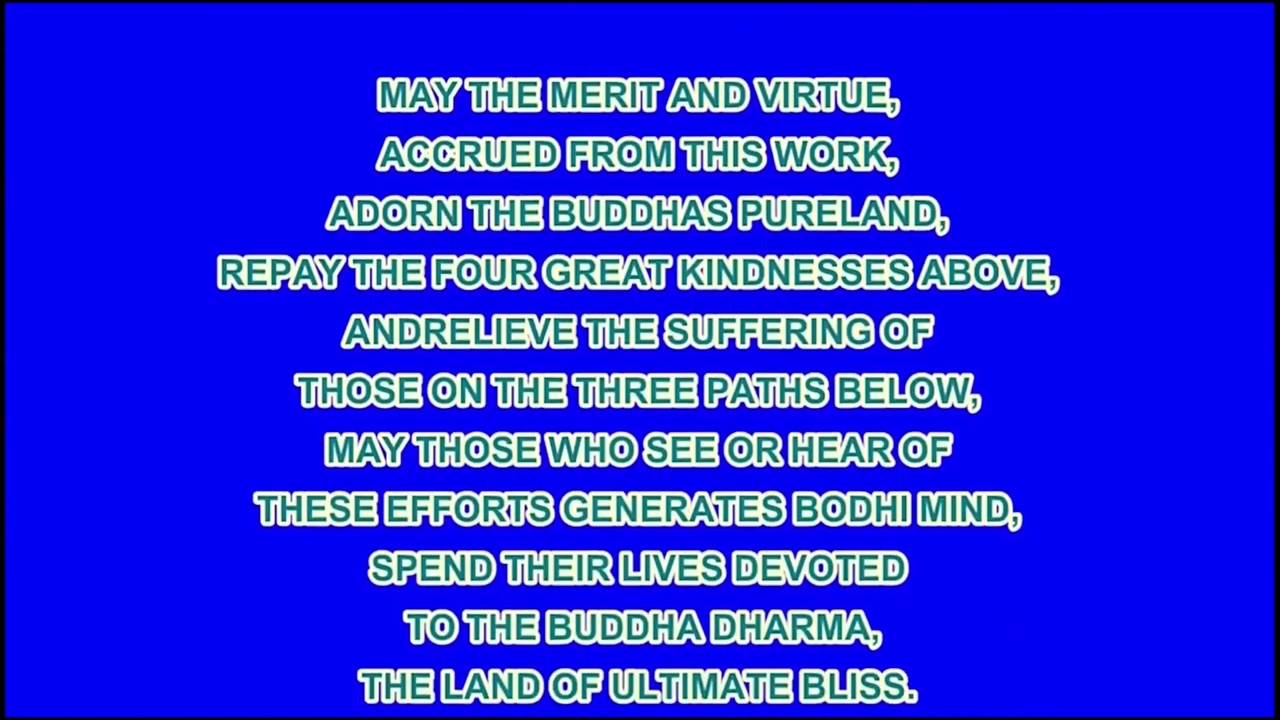 MAY THE MERIT AND VIRTUE,
ACCRUED FROM THIS WORK,
ADORN THE BUDDHAS PURELAND,
REPAY THE FOUR GREAT KINDNESSES ABOVE,
ANDRELIEVE THE SUFFERING OF
THOSE ON THE THREE PATHS BELOW,
MAY THOSE WHO SEE OR HEAR OF
THESE EFFORTS GENERATES BODHI MIND,
SPEND THEIR LIVES DEVOTED
TO THE BUDDHA DHARMA,
THE LAND OF ULTIMATE BLISS.